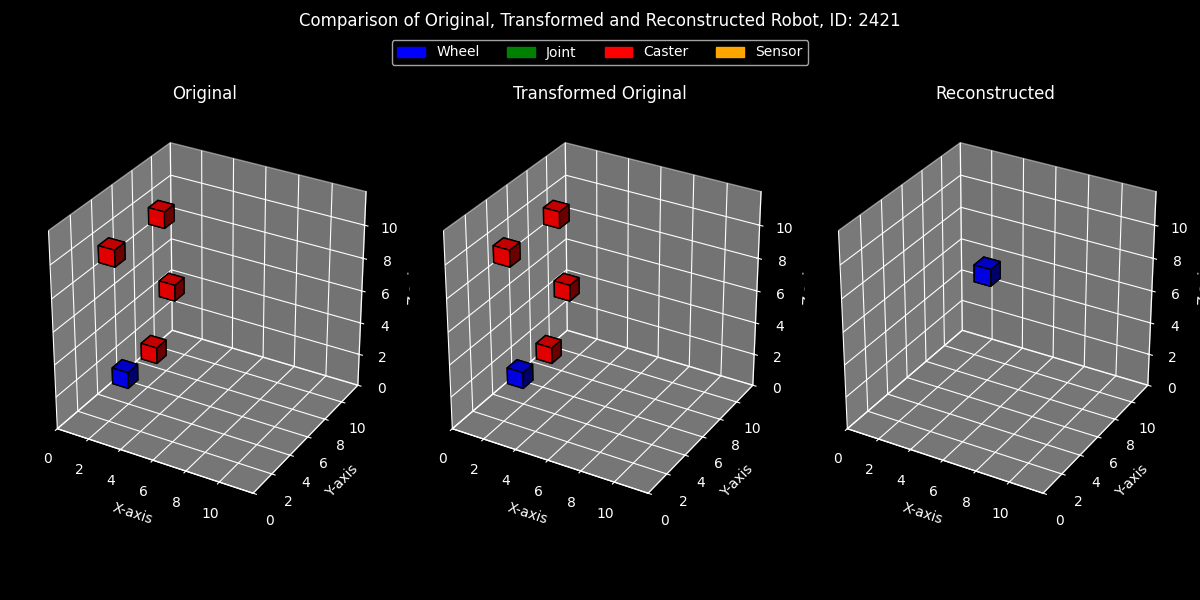 Comparison of Original, Transformed and Reconstructed Robot, ID: 2421
Wheel Joint Caster Sensor
Original Transformed Original Reconstructed
10 10 10
8 8 8
6 6 6
4 4 4
2 2 2
0 0 0
10 10 10
8 8 8
6 6 6
4 4 4
2 2 2
0 0 0
0 2 4 6 8 10 0 2 4 6 8 10 0 2 4 6 8 10
X-axis Y-axis X-axis Y-axis X-axis Y-axis